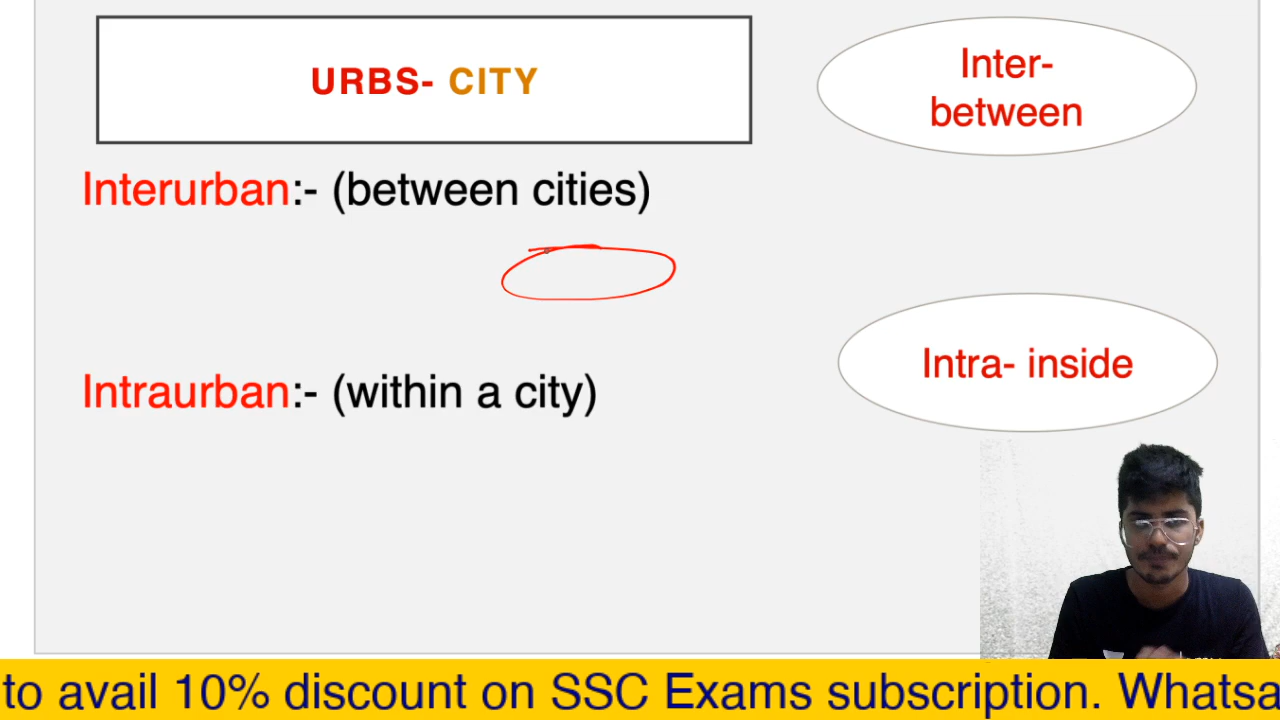 URBS- CITY
Inter-
between
Interurban:- (between cities)
Intra- inside
Intraurban:- (within a city)
to avail 10% discount on SSC Exams subscription. Whatsa